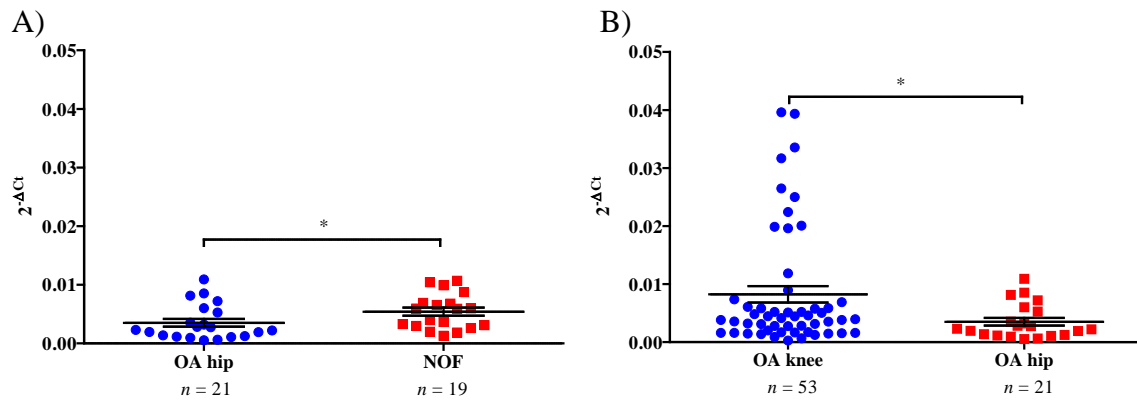 A)
0.05
0.04
0.03
0.02
0.01
0.00
2^-ΔCt
*
OA hip
NOF
n = 21
n = 19
B)
0.05
0.04
0.03
0.02
0.01
0.00
2^-ΔCt
*
OA knee
OA hip
n = 53
n = 21